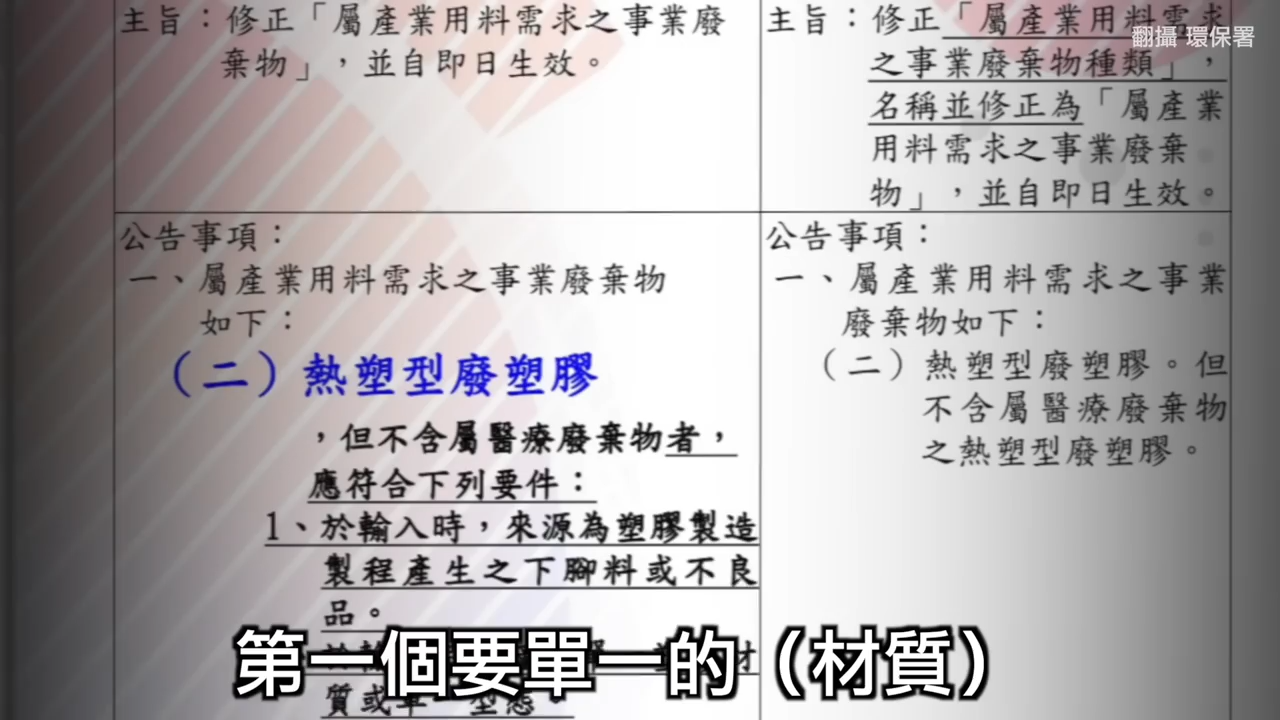 主旨：修正「屬產業用料需求之事業廢
棄物」，並自即日生效。
公告事項：
一、屬產業用料需求之事業廢棄物
如下：
（二）熱塑型廢塑膠
，但不含屬醫療廢棄物者，
應符合下列要件：
1、於輸入時，來源為塑膠製造
製程產生之下腳料或不良
品。
材
質或單一型態。
主旨：修正「屬產業用料需求
之事業廢棄物種類」，
名稱並修正為「屬產業
用料需求之事業廢棄
物」，並自即日生效。
公告事項：
一、屬產業用料需求之事業
廢棄物如下：
（二）熱塑型廢塑膠。但
不含屬醫療廢棄物
之熱塑型廢塑膠。
翻攝 環保署
第一個要單一的（材質）